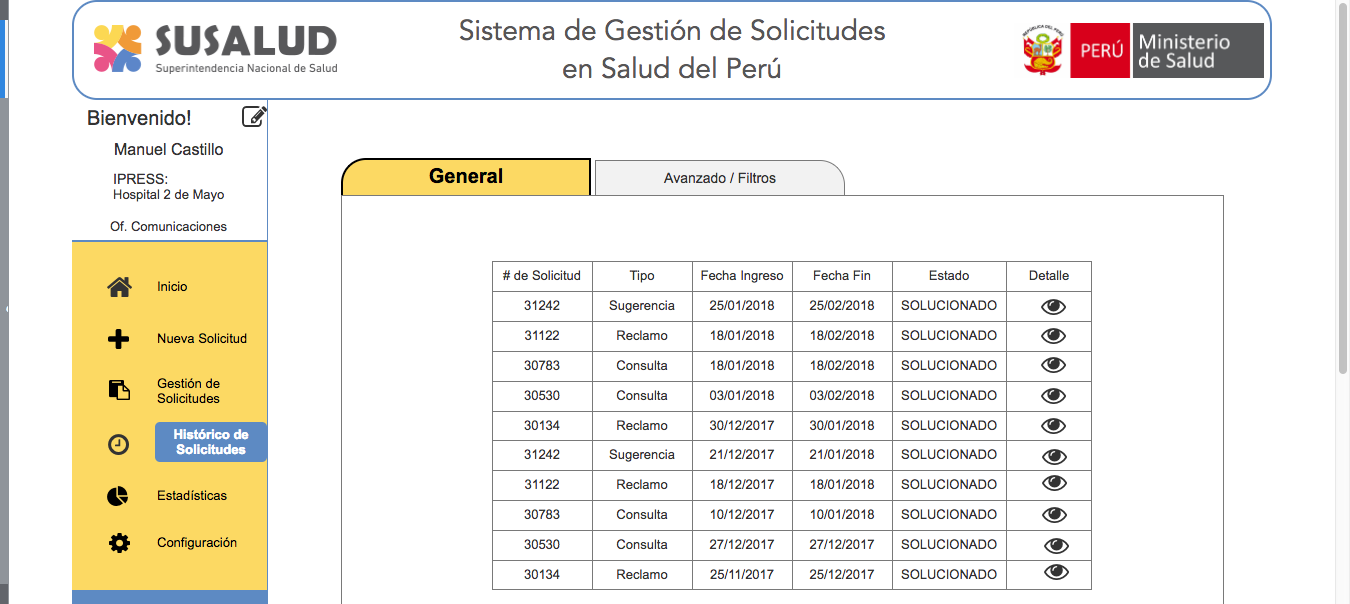 SUSALUD
Superintendencia Nacional de Salud
Sistema de Gestión de Solicitudes
en Salud del Perú
REPUBLICA DEL PERU
PERÚ
Ministerio
de Salud
Bienvenido!
Manuel Castillo
IPRESS:
Hospital 2 de Mayo
Of. Comunicaciones
Inicio
Nueva Solicitud
Gestión de
Solicitudes
Histórico de
Solicitudes
Estadísticas
Configuración
General
Avanzado / Filtros
# de Solicitud Tipo Fecha Ingreso Fecha Fin Estado Detalle
31242 Sugerencia 25/01/2018 25/02/2018 SOLUCIONADO
31122 Reclamo 18/01/2018 18/02/2018 SOLUCIONADO
30783 Consulta 18/01/2018 18/02/2018 SOLUCIONADO
30530 Consulta 03/01/2018 03/02/2018 SOLUCIONADO
30134 Reclamo 30/12/2017 30/01/2018 SOLUCIONADO
31242 Sugerencia 21/12/2017 21/01/2018 SOLUCIONADO
31122 Reclamo 18/12/2017 18/01/2018 SOLUCIONADO
30783 Consulta 10/12/2017 10/01/2018 SOLUCIONADO
30530 Consulta 27/12/2017 27/12/2017 SOLUCIONADO
30134 Reclamo 25/11/2017 25/12/2017 SOLUCIONADO